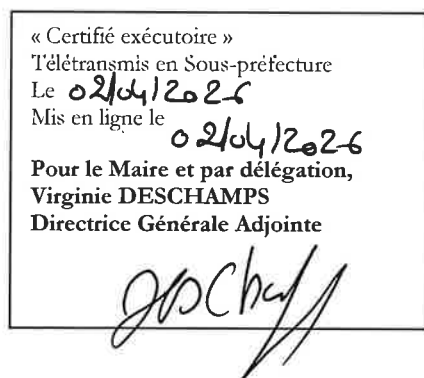 « Certifié exécutoire »
Télétransmis en Sous-préfecture
Le 02/04/2026
Mis en ligne le
02/04/2026
Pour le Maire et par délégation,
Virginie DESCHAMPS
Directrice Générale Adjointe